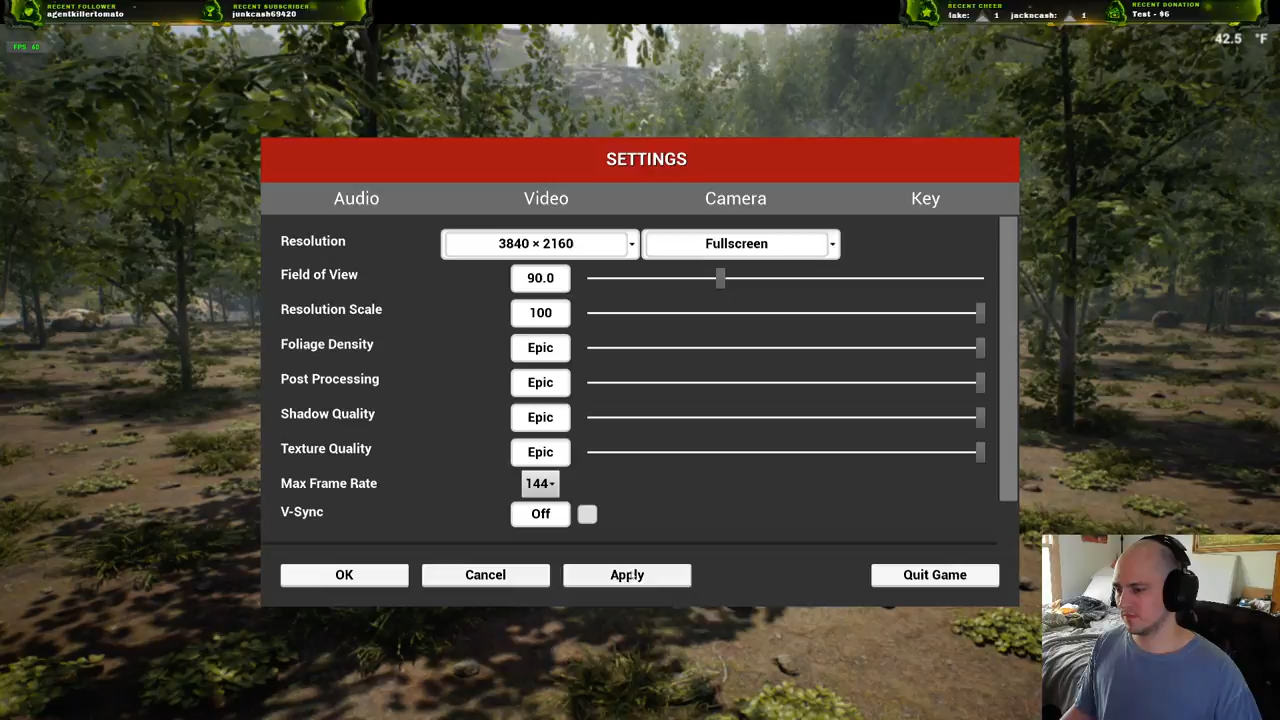 RECENT FOLLOWER
agentkillertomato
RECENT SUBSCRIBER
junkcash69420
RECENT CHEER
fake: 1 jackncash: 1
RECENT DONATION
Test - $6
FPS 60
42.5 °F
SETTINGS
Audio Video Camera Key
Resolution 3840 × 2160 Fullscreen
Field of View 90.0
Resolution Scale 100
Foliage Density Epic
Post Processing Epic
Shadow Quality Epic
Texture Quality Epic
Max Frame Rate 144
V-Sync Off
OK Cancel Apply Quit Game